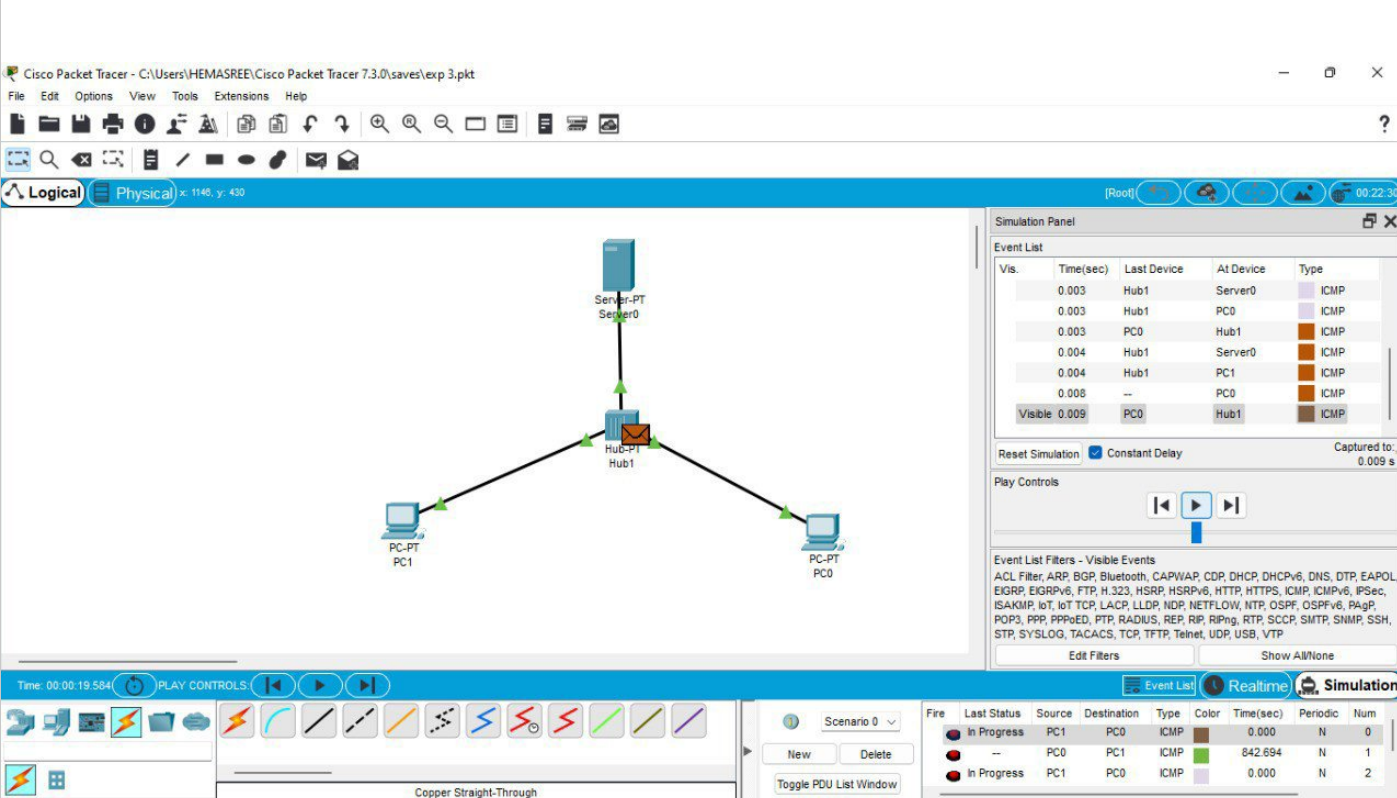 Cisco Packet Tracer - C:\Users\HEMASREE\Cisco Packet Tracer 7.3.0\saves\exp 3.pkt
File Edit Options View Tools Extensions Help
?
Logical Physical x: 1146, y: 430 [Root] 00:22:30
Simulation Panel
Event List
Vis. Time(sec) Last Device At Device Type
0.003 Hub1 Server0 ICMP
0.003 Hub1 PC0 ICMP
0.003 PC0 Hub1 ICMP
0.004 Hub1 Server0 ICMP
0.004 Hub1 PC1 ICMP
0.008 -- PC0 ICMP
Visible 0.009 PC0 Hub1 ICMP
Reset Simulation Constant Delay Captured to:
0.009 s
Play Controls
Event List Filters - Visible Events
ACL Filter, ARP, BGP, Bluetooth, CAPWAP, CDP, DHCP, DHCPv6, DNS, DTP, EAPOL,
EIGRP, EIGRPv6, FTP, H.323, HSRP, HSRPv6, HTTP, HTTPS, ICMP, ICMPv6, IPSec,
ISAKMP, IoT, IoT TCP, LACP, LLDP, NDP, NETFLOW, NTP, OSPF, OSPFv6, PAgP,
POP3, PPP, PPPoED, PTP, RADIUS, REP, RIP, RIPng, RTP, SCCP, SMTP, SNMP, SSH,
STP, SYSLOG, TACACS, TCP, TFTP, Telnet, UDP, USB, VTP
Edit Filters Show All/None
Server-PT
Server0
Hub-PT
Hub1
PC-PT
PC1
PC-PT
PC0
Time: 00:00:19.584 PLAY CONTROLS: Event List Realtime Simulation
Scenario 0
New Delete
Toggle PDU List Window
Fire Last Status Source Destination Type Color Time(sec) Periodic Num
In Progress PC1 PC0 ICMP 0.000 N 0
-- PC0 PC1 ICMP 842.694 N 1
In Progress PC1 PC0 ICMP 0.000 N 2
Copper Straight-Through